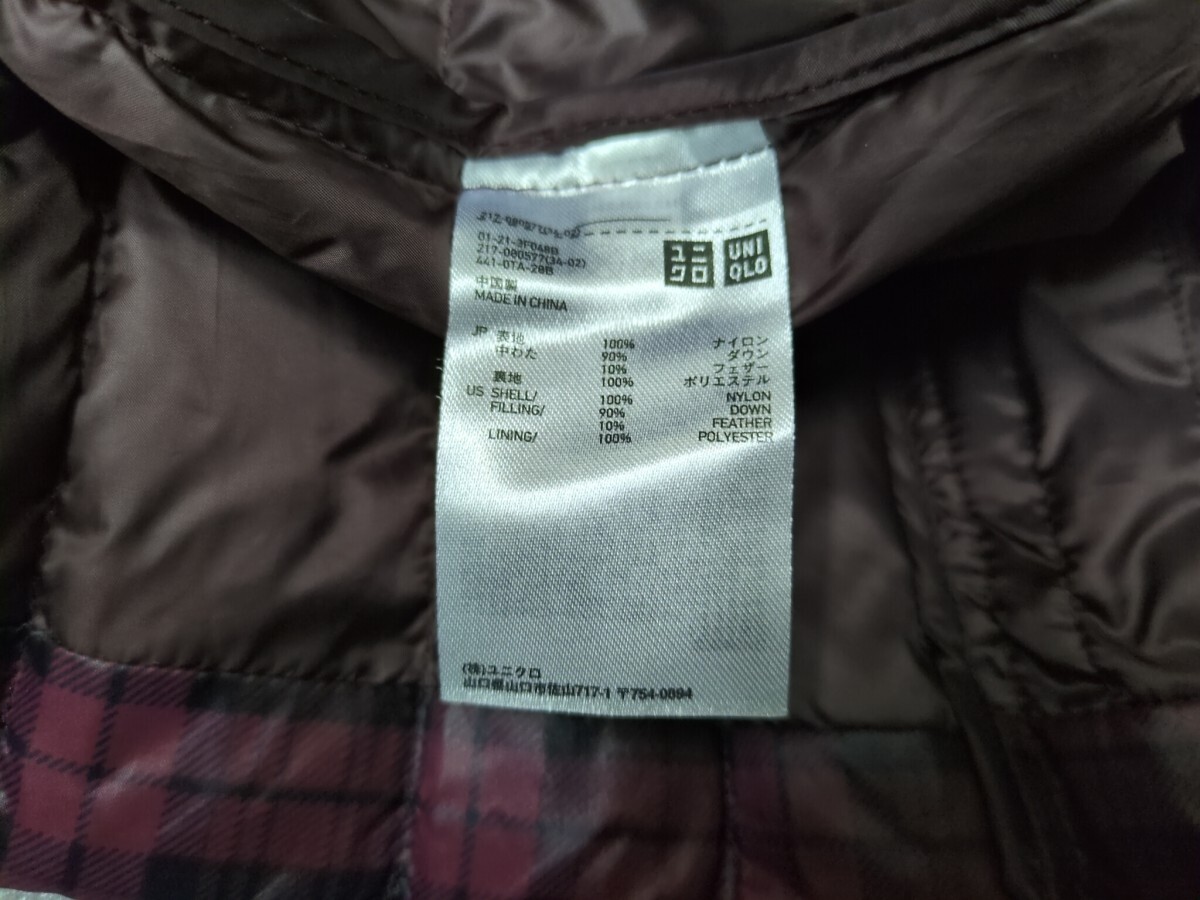 01-21-3F048B
217-080577(34-02)
441-0TA-28B
ユニ
クロ
UNI
QLO
中国製
MADE IN CHINA
JP 表地 100% ナイロン
中わた 90% ダウン
10% フェザー
裏地 100% ポリエステル
US SHELL/ 100% NYLON
FILLING/ 90% DOWN
10% FEATHER
LINING/ 100% POLYESTER
(株)ユニクロ
山口県山口市佐山717-1 〒754-0894